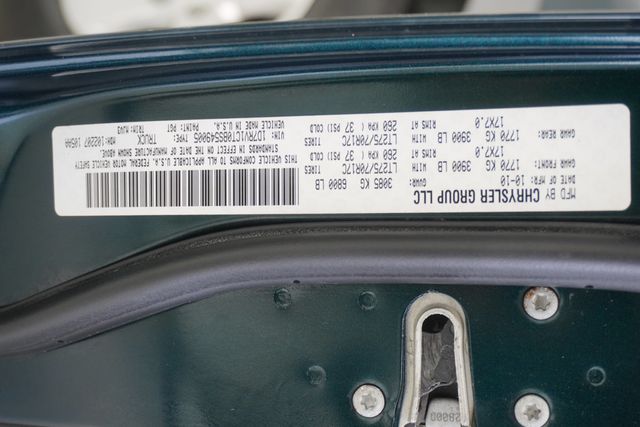 MFD BY CHRYSLER GROUP LLC
DATE OF MFR: 10-10 GVWR: 3085 KG 6800 LB
GAWR FRONT: 1770 KG 3900 LB WITH LT275/70R17C TIRES
17X7.0 RIMS AT 260 KPA ( 37 PSI) COLD
GAWR REAR: 1770 KG 3900 LB WITH LT275/70R17C TIRES
17X7.0 RIMS AT 260 KPA ( 37 PSI) COLD
THIS VEHICLE CONFORMS TO ALL APPLICABLE U.S.A. FEDERAL MOTOR VEHICLE SAFETY
STANDARDS IN EFFECT ON THE DATE OF MANUFACTURE SHOWN ABOVE.
VIN: 1D7RV1CT0BS549005 TRUCK MDH:102207 105AA
VEHICLE MADE IN U.S.A. PAINT: PGT TRIM: